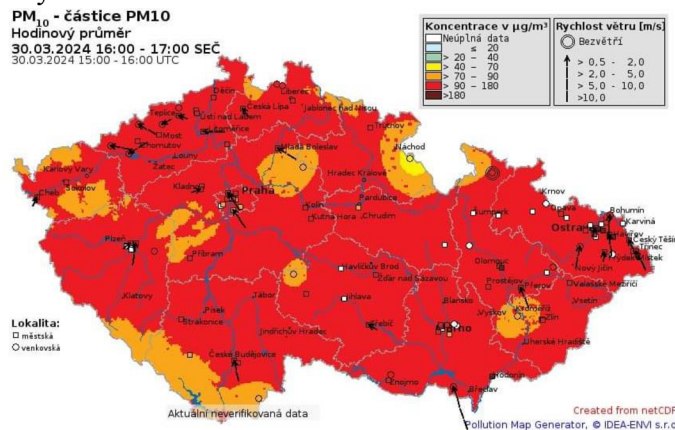 PM10 - částice PM10
Hodinový průměr
30.03.2024 16:00 - 17:00 SEČ
30.03.2024 15:00 - 16:00 UTC
Koncentrace v µg/m³
Neúplná data
≤ 20
> 20 - 40
> 40 - 70
> 70 - 90
> 90 - 180
>180
Rychlost větru [m/s]
Bezvětří
> 0,5 - 2,0
> 2,0 - 5,0
> 5,0 - 10,0
>10,0
Děčín
Liberec
Teplice
Ústí nad Labem
Česká Lípa
Jablonec nad Nisou
Most
Litoměřice
Trutnov
Chomutov
Louny
Mladá Boleslav
Náchod
Žatec
Karlovy Vary
Hradec Králové
Cheb
Sokolov
Kladno
Praha
Kolín
Pardubice
Krnov
Kutná Hora
Chrudim
Šumperk
Opava
Bohumín
Karviná
Ostrava
Havířov
Plzeň
Český Těšín
Příbram
Třinec
Olomouc
Frýdek-Místek
Havlíčkův Brod
Nový Jičín
Žďár nad Sázavou
Prostějov
Přerov
Valašské Meziříčí
Klatovy
Tábor
Jihlava
Blansko
Vsetín
Písek
Vyškov
Kroměříž
Zlín
Strakonice
Jindřichův Hradec
Třebíč
Brno
Uherské Hradiště
České Budějovice
Znojmo
Hodonín
Břeclav
Lokalita:
městská
venkovská
Aktuální neverifikovaná data
Created from netCDF
Pollution Map Generator, © IDEA-ENVI s.r.o